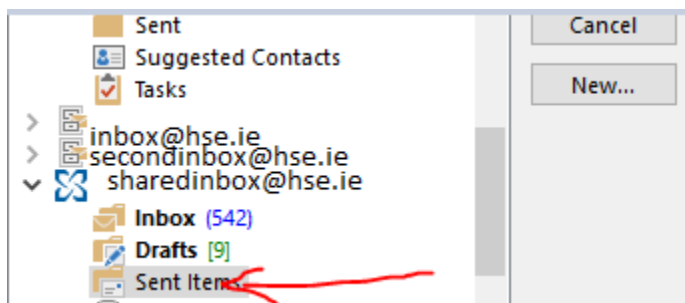 Sent
Cancel
Suggested Contacts
Tasks
New...
inbox@hse.ie
secondinbox@hse.ie
sharedinbox@hse.ie
Inbox (542)
Drafts [9]
Sent Items